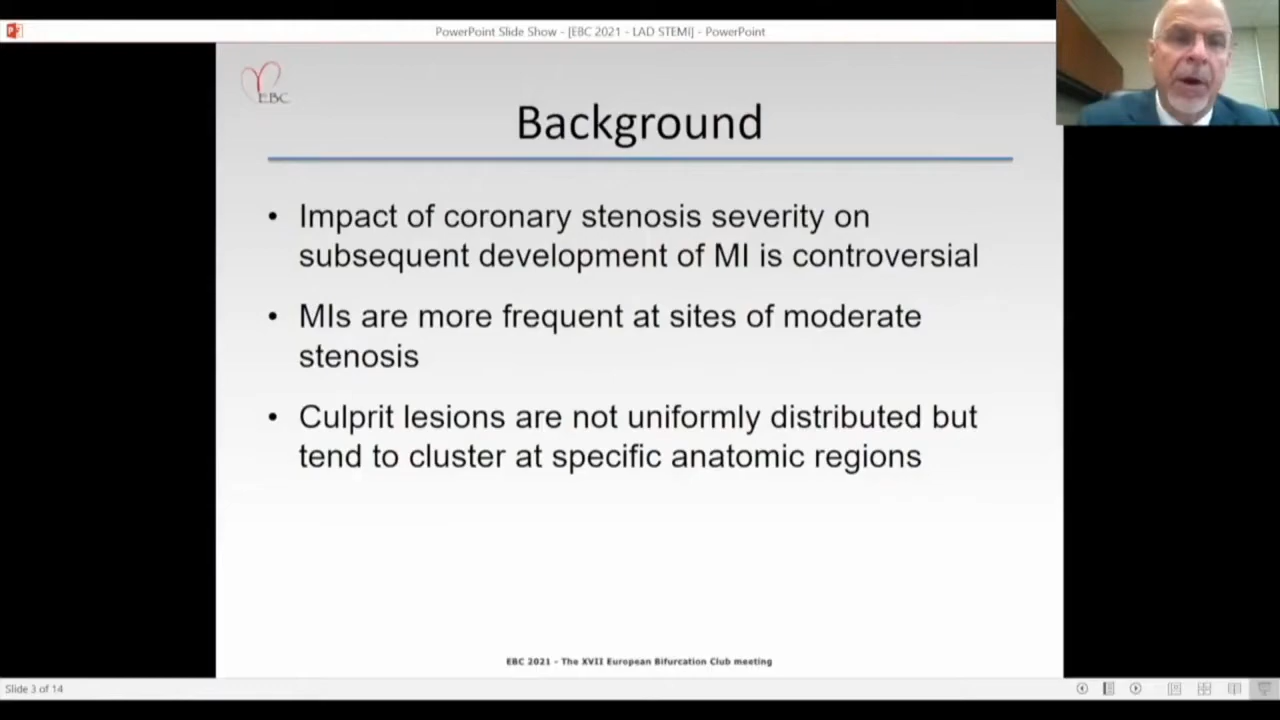 PowerPoint Slide Show - [EBC 2021 - LAD STEMI] - PowerPoint
EBC
Background
• Impact of coronary stenosis severity on
subsequent development of MI is controversial
• MIs are more frequent at sites of moderate
stenosis
• Culprit lesions are not uniformly distributed but
tend to cluster at specific anatomic regions
EBC 2021 - The XVII European Bifurcation Club meeting
Slide 3 of 14